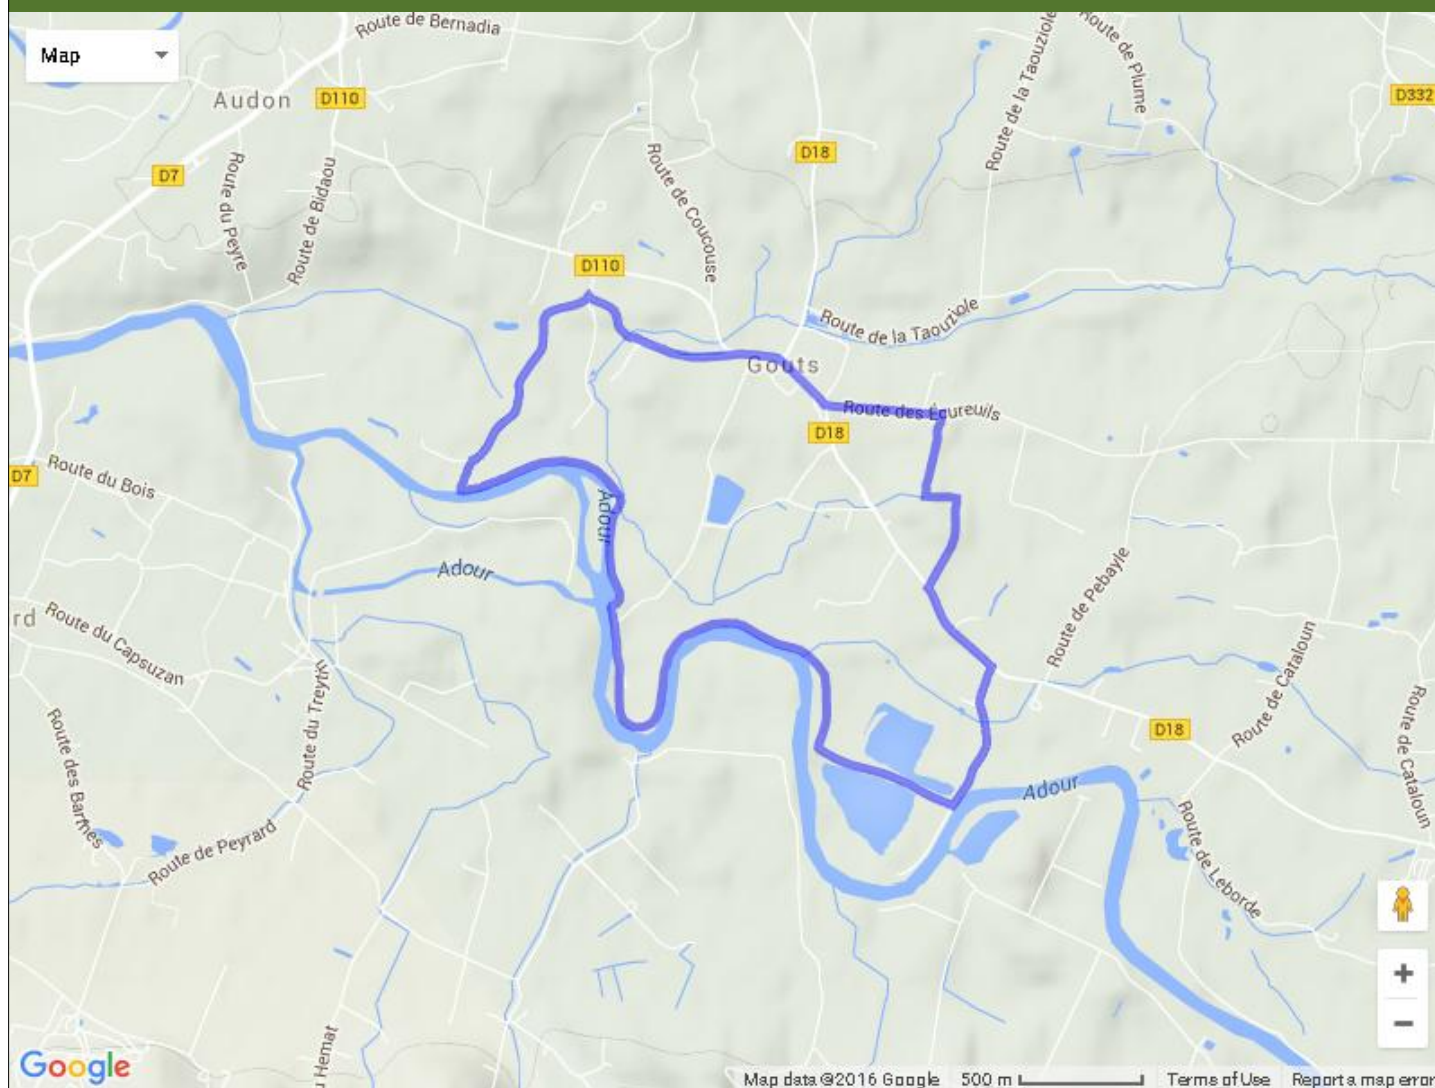 Route de Bernadia
Map
Audon
D110
Route de la Taouziole
Route de Plume
D332
D7
D18
Route du Peyre
Route de Bidaou
Route de Coucouse
D110
Route de la Taouziole
Gouts
Route des Écureuils
D18
D7
Route du Bois
Adour
Adour
Route de Pebayle
rd
Route du Capsuzan
Route du Treytin
Route de Cataloun
Route de Cataloun
Route des Barthes
D18
Adour
Route de Peyrard
Route de Leborde
u Hemat
+
−
Google
Map data ©2016 Google 500 m Terms of Use Report a map error